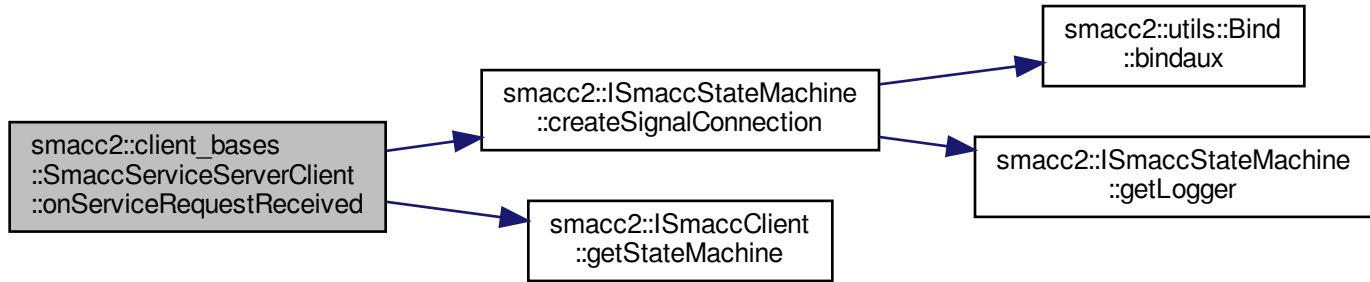 smacc2::client_bases
::SmaccServiceServerClient
::onServiceRequestReceived
smacc2::ISmaccStateMachine
::createSignalConnection
smacc2::utils::Bind
::bindaux
smacc2::ISmaccStateMachine
::getLogger
smacc2::ISmaccClient
::getStateMachine